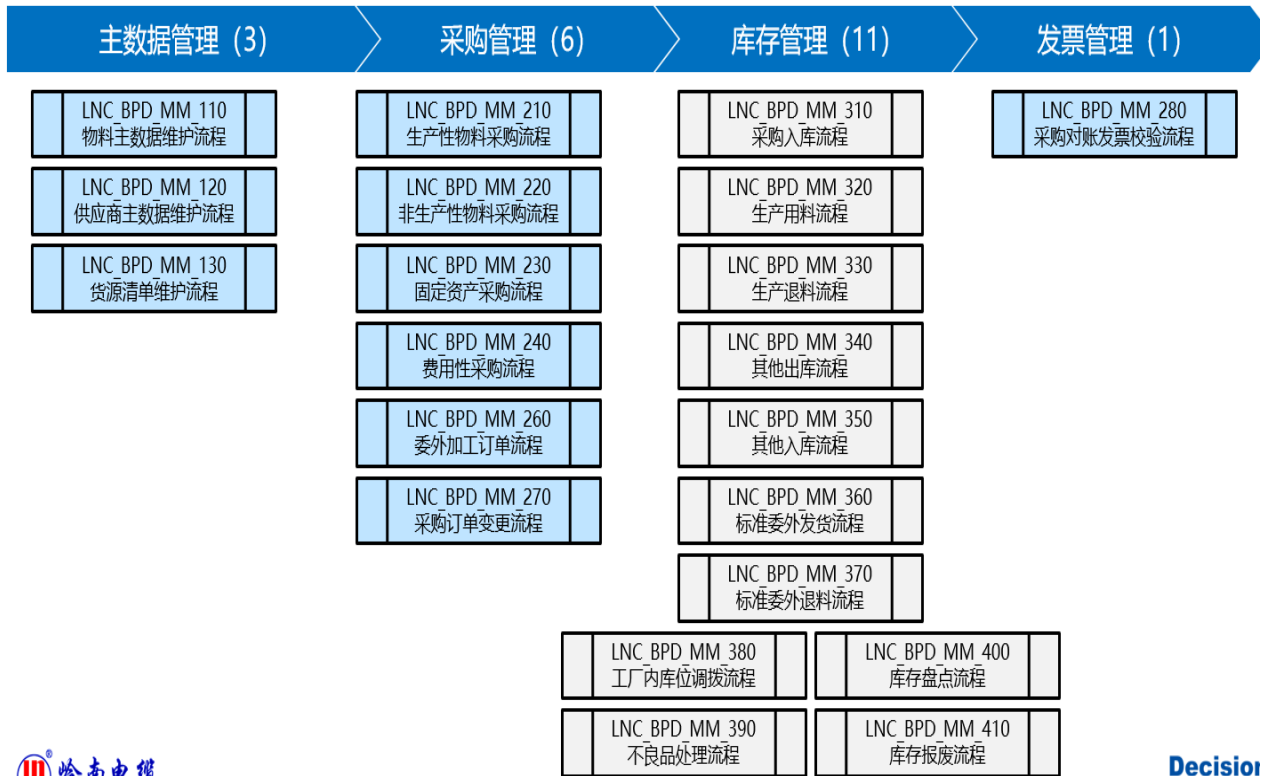 主数据管理（3）
采购管理（6）
库存管理（11）
发票管理（1）
LNC_BPD_MM_110
物料主数据维护流程
LNC_BPD_MM_120
供应商主数据维护流程
LNC_BPD_MM_130
货源清单维护流程
LNC_BPD_MM_210
生产性物料采购流程
LNC_BPD_MM_220
非生产性物料采购流程
LNC_BPD_MM_230
固定资产采购流程
LNC_BPD_MM_240
费用性采购流程
LNC_BPD_MM_260
委外加工订单流程
LNC_BPD_MM_270
采购订单变更流程
LNC_BPD_MM_310
采购入库流程
LNC_BPD_MM_320
生产用料流程
LNC_BPD_MM_330
生产退料流程
LNC_BPD_MM_340
其他出库流程
LNC_BPD_MM_350
其他入库流程
LNC_BPD_MM_360
标准委外发货流程
LNC_BPD_MM_370
标准委外退料流程
LNC_BPD_MM_380
工厂内库位调拨流程
LNC_BPD_MM_390
不良品处理流程
LNC_BPD_MM_400
库存盘点流程
LNC_BPD_MM_410
库存报废流程
LNC_BPD_MM_280
采购对账发票校验流程
®
岭南电缆
Decision